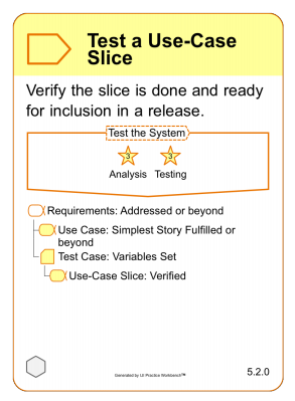 Test a Use-Case
Slice
Verify the slice is done and ready
for inclusion in a release.
Test the System
3 3
Analysis Testing
Requirements: Addressed or beyond
Use Case: Simplest Story Fulfilled or
beyond
Test Case: Variables Set
Use-Case Slice: Verified
Generated by IJI Practice Workbench™
5.2.0